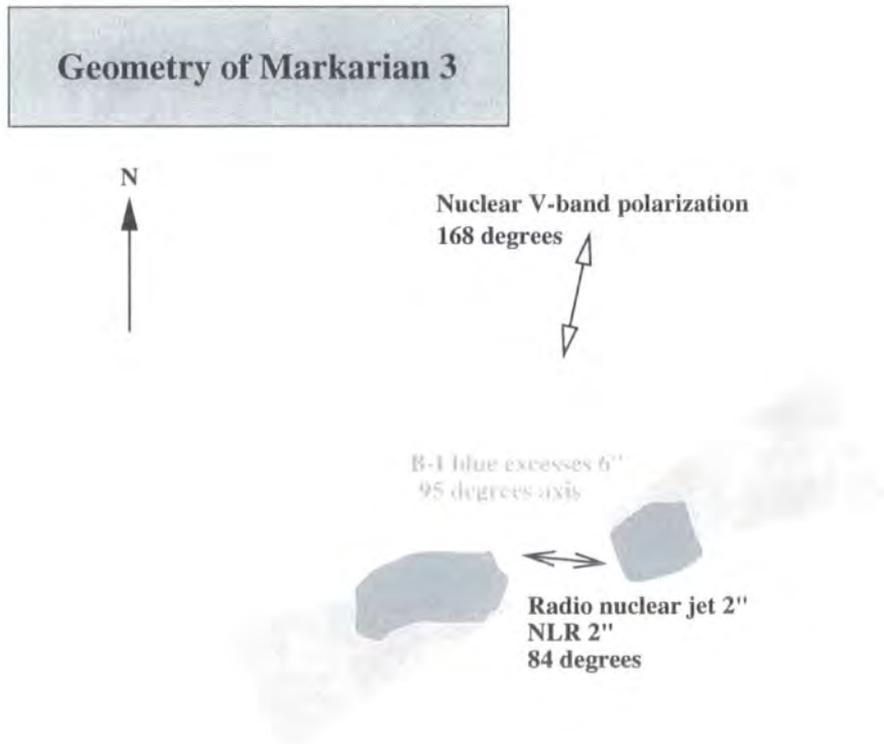 Geometry of Markarian 3
N
Nuclear V-band polarization
168 degrees
B-I blue excesses 6"
95 degrees axis
Radio nuclear jet 2"
NLR 2"
84 degrees